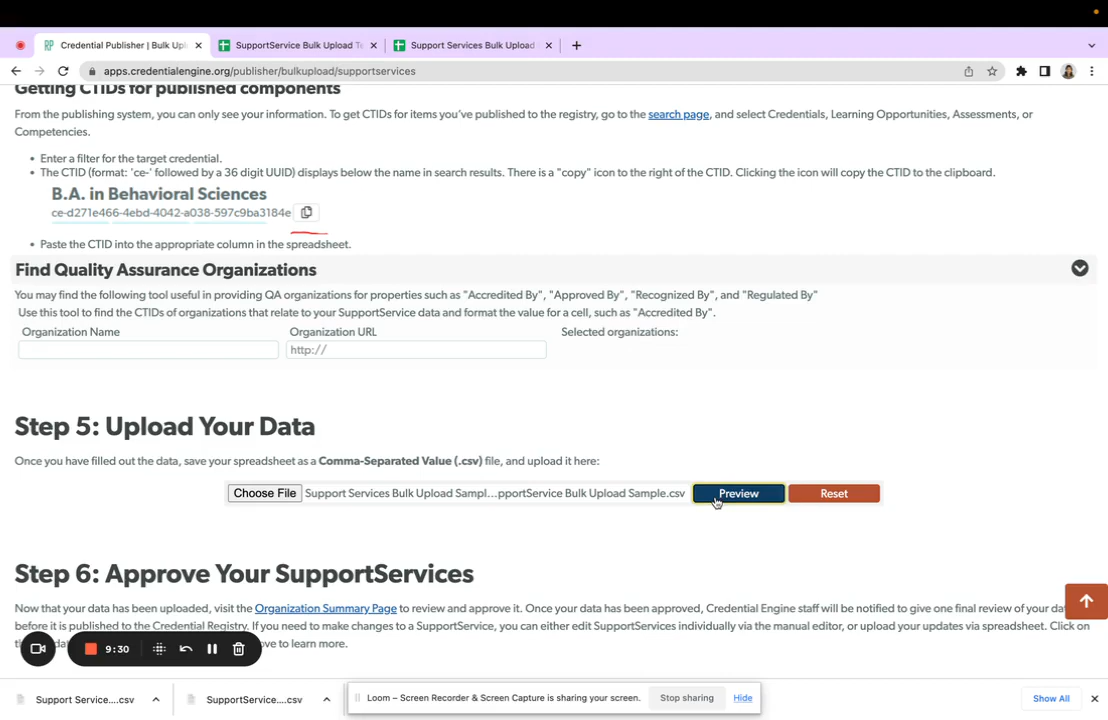 Credential Publisher | Bulk Upl
SupportService Bulk Upload Te
Support Services Bulk Upload
apps.credentialengine.org/publisher/bulkupload/supportservices
Getting CTIDs for published components
From the publishing system, you can only see your information. To get CTIDs for items you've published to the registry, go to the search page, and select Credentials, Learning Opportunities, Assessments, or
Competencies.
• Enter a filter for the target credential.
• The CTID (format: 'ce-' followed by a 36 digit UUID) displays below the name in search results. There is a "copy" icon to the right of the CTID. Clicking the icon will copy the CTID to the clipboard.
B.A. in Behavioral Sciences
ce-d271e466-4ebd-4042-a038-597c9ba3184e
• Paste the CTID into the appropriate column in the spreadsheet.
Find Quality Assurance Organizations
You may find the following tool useful in providing QA organizations for properties such as "Accredited By", "Approved By", "Recognized By", and "Regulated By"
Use this tool to find the CTIDs of organizations that relate to your SupportService data and format the value for a cell, such as "Accredited By".
Organization Name
Organization URL
Selected organizations:
http://
Step 5: Upload Your Data
Once you have filled out the data, save your spreadsheet as a Comma-Separated Value (.csv) file, and upload it here:
Choose File
Support Services Bulk Upload Sampl...pportService Bulk Upload Sample.csv
Preview
Reset
Step 6: Approve Your SupportServices
Now that your data has been uploaded, visit the Organization Summary Page to review and approve it. Once your data has been approved, Credential Engine staff will be notified to give one final review of your da
before it is published to the Credential Registry. If you need to make changes to a SupportService, you can either edit SupportServices individually via the manual editor, or upload your updates via spreadsheet. Click on
ove to learn more.
9:30
Support Service....csv
SupportService....csv
Loom – Screen Recorder & Screen Capture is sharing your screen.
Stop sharing
Hide
Show All